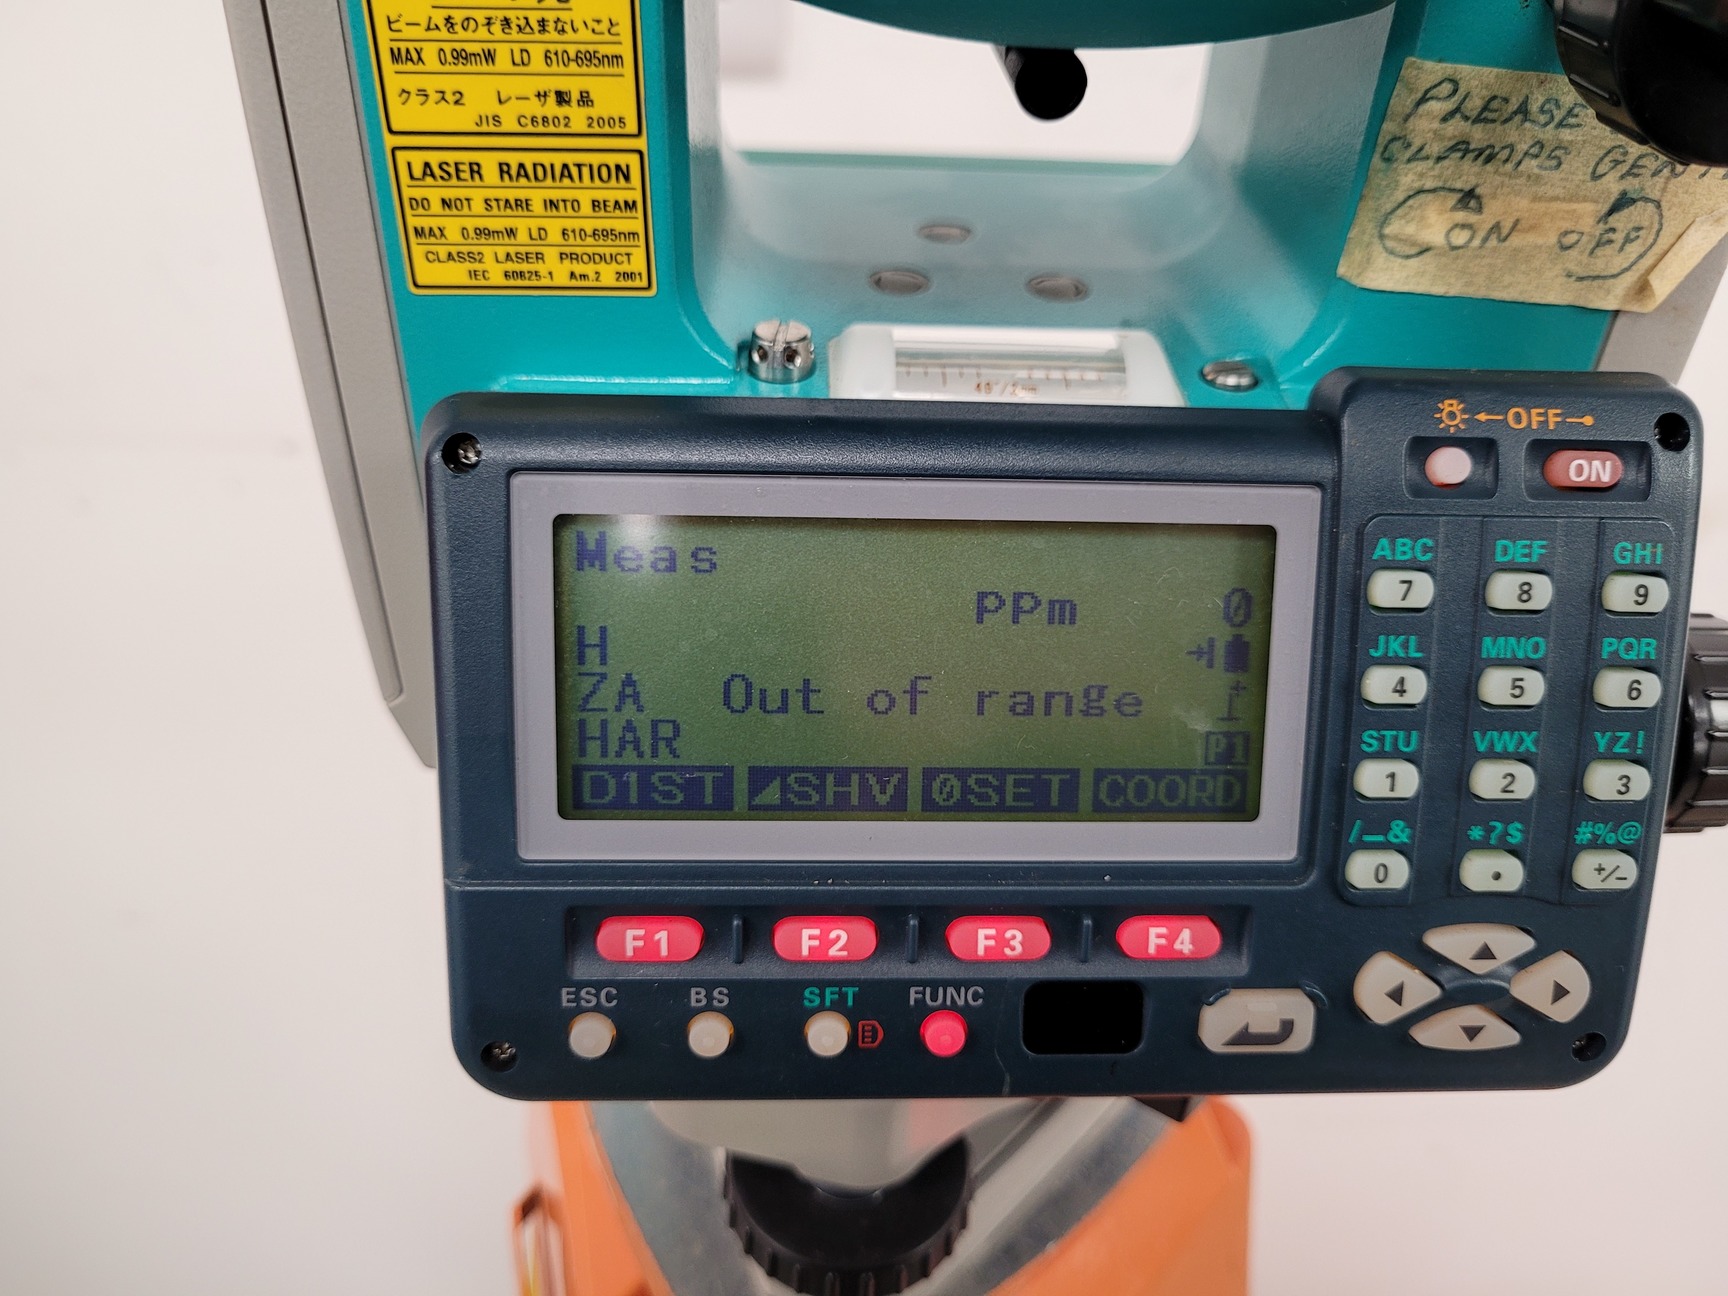 ビームをのぞき込まないこと
MAX 0.99mW LD 610-695nm
クラス2 レーザ製品
JIS C6802 2005
LASER RADIATION
DO NOT STARE INTO BEAM
MAX 0.99mW LD 610-695nm
CLASS2 LASER PRODUCT
IEC 60825-1 Am.2 2001
PLEASE
CLAMPS
ON OFF
40"/2mm
←OFF
ON
Meas
PPm 0
H
ZA Out of range
HAR P1
D1ST ◢SHV 0SET COORD
ABC DEF GHI
7 8 9
JKL MNO PQR
4 5 6
STU VWX YZ!
1 2 3
/_& *?$ #%@
0 . +/-
F1 F2 F3 F4
ESC BS SFT FUNC